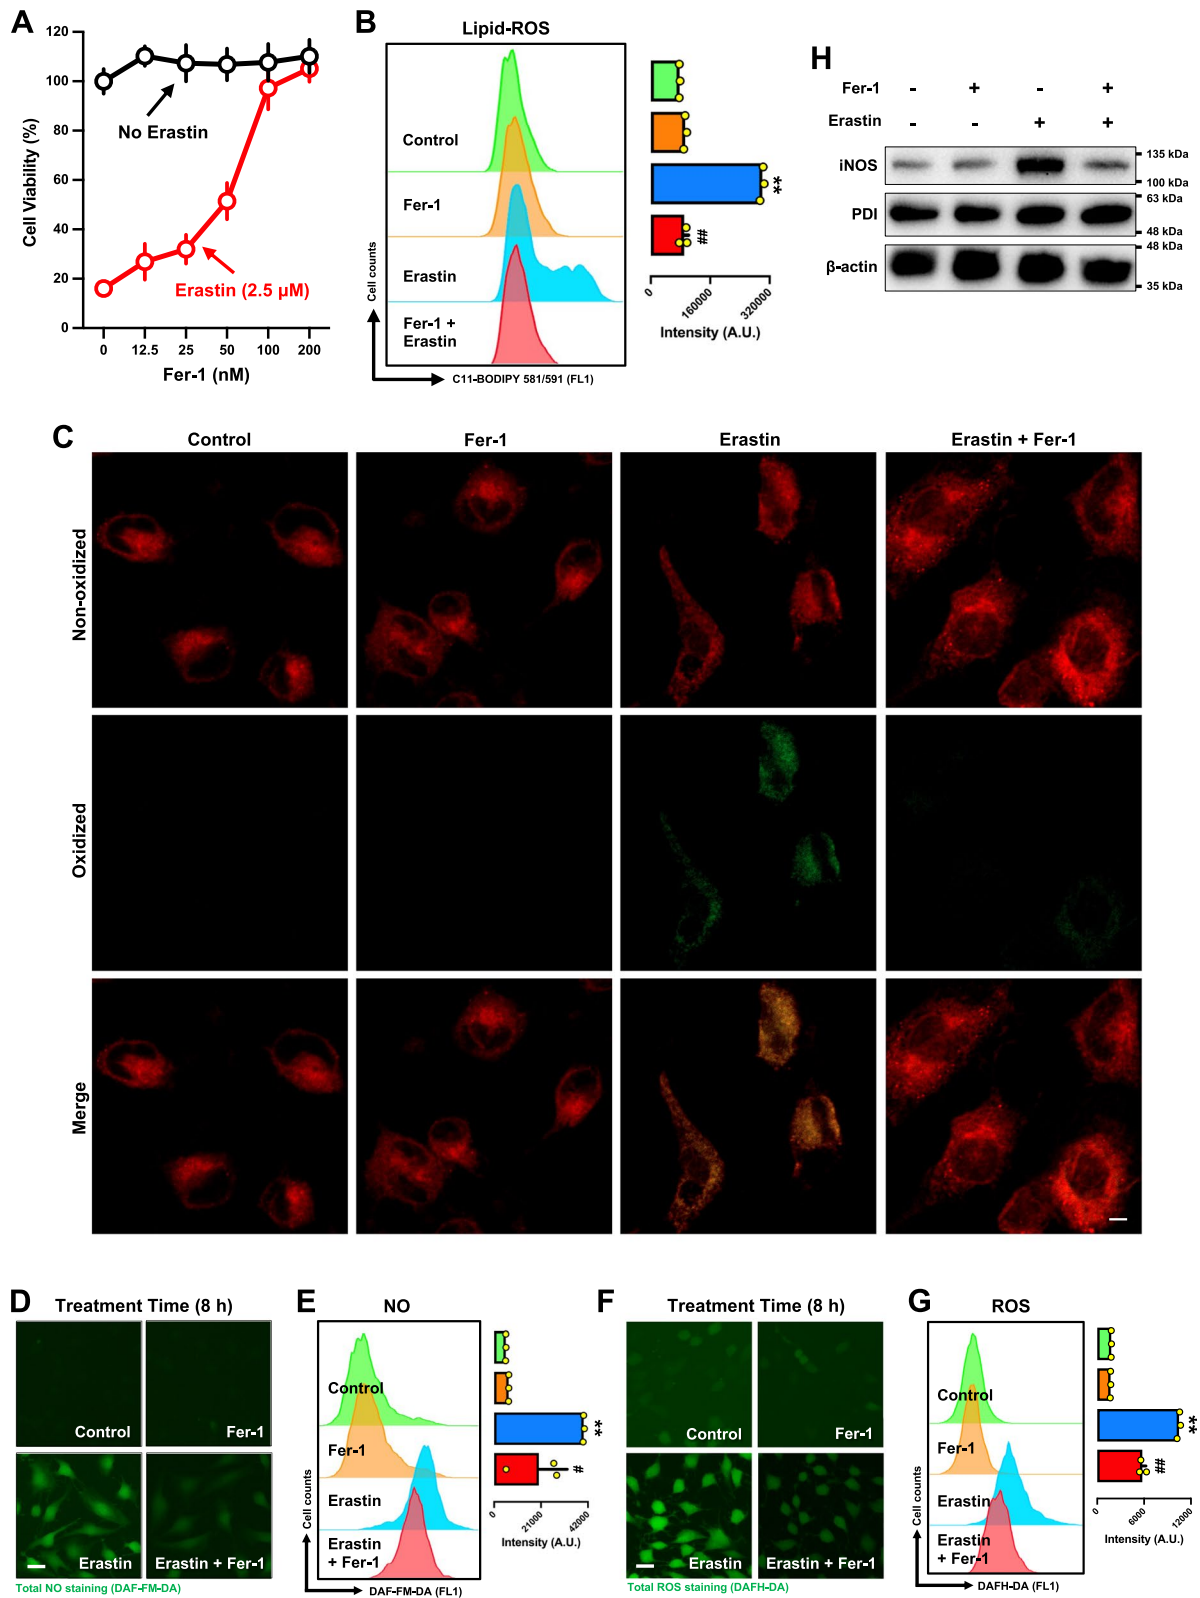 A
120
100
80
60
40
20
0
Cell Viability (%)
No Erastin
Erastin (2.5 µM)
0 12.5 25 50 100 200
Fer-1 (nM)
B
Lipid-ROS
Control
Fer-1
Erastin
Fer-1 +
Erastin
Cell counts
C11-BODIPY 581/591 (FL1)
**
##
0 160000 320000
Intensity (A.U.)
H
Fer-1 - + - +
Erastin - - + +
iNOS
135 kDa
100 kDa
PDI
63 kDa
48 kDa
β-actin
48 kDa
35 kDa
C
Control Fer-1 Erastin Erastin + Fer-1
Non-oxidized
Oxidized
Merge
D
Treatment Time (8 h)
Control Fer-1
Erastin Erastin + Fer-1
Total NO staining (DAF-FM-DA)
E
NO
Control
Fer-1
Erastin
Erastin
+ Fer-1
Cell counts
DAF-FM-DA (FL1)
**
#
0 21000 42000
Intensity (A.U.)
F
Treatment Time (8 h)
Control Fer-1
Erastin Erastin + Fer-1
Total ROS staining (DAFH-DA)
G
ROS
Control
Fer-1
Erastin
Erastin
+ Fer-1
Cell counts
DAFH-DA (FL1)
**
##
0 6000 12000
Intensity (A.U.)